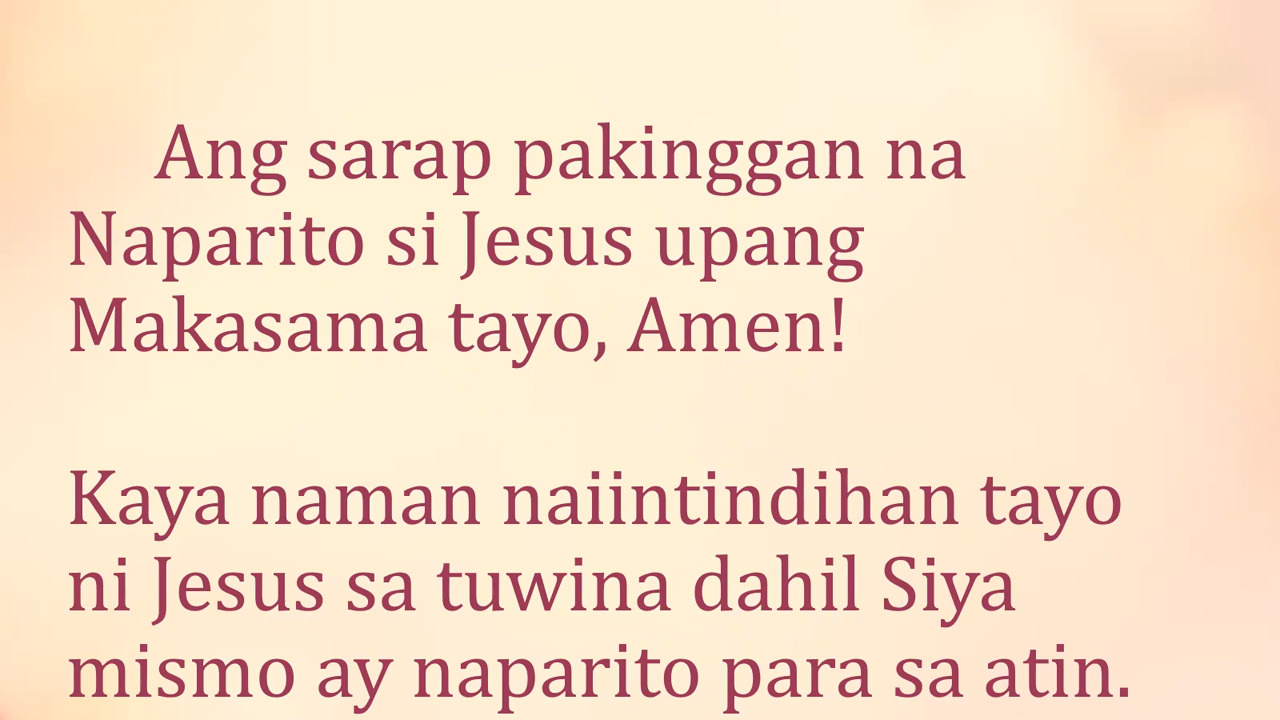 Ang sarap pakinggan na
Naparito si Jesus upang
Makasama tayo, Amen!
Kaya naman naiintindihan tayo
ni Jesus sa tuwina dahil Siya
mismo ay naparito para sa atin.